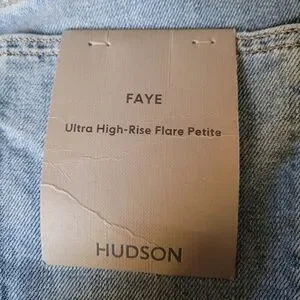 FAYE
Ultra High-Rise Flare Petite
HUDSON